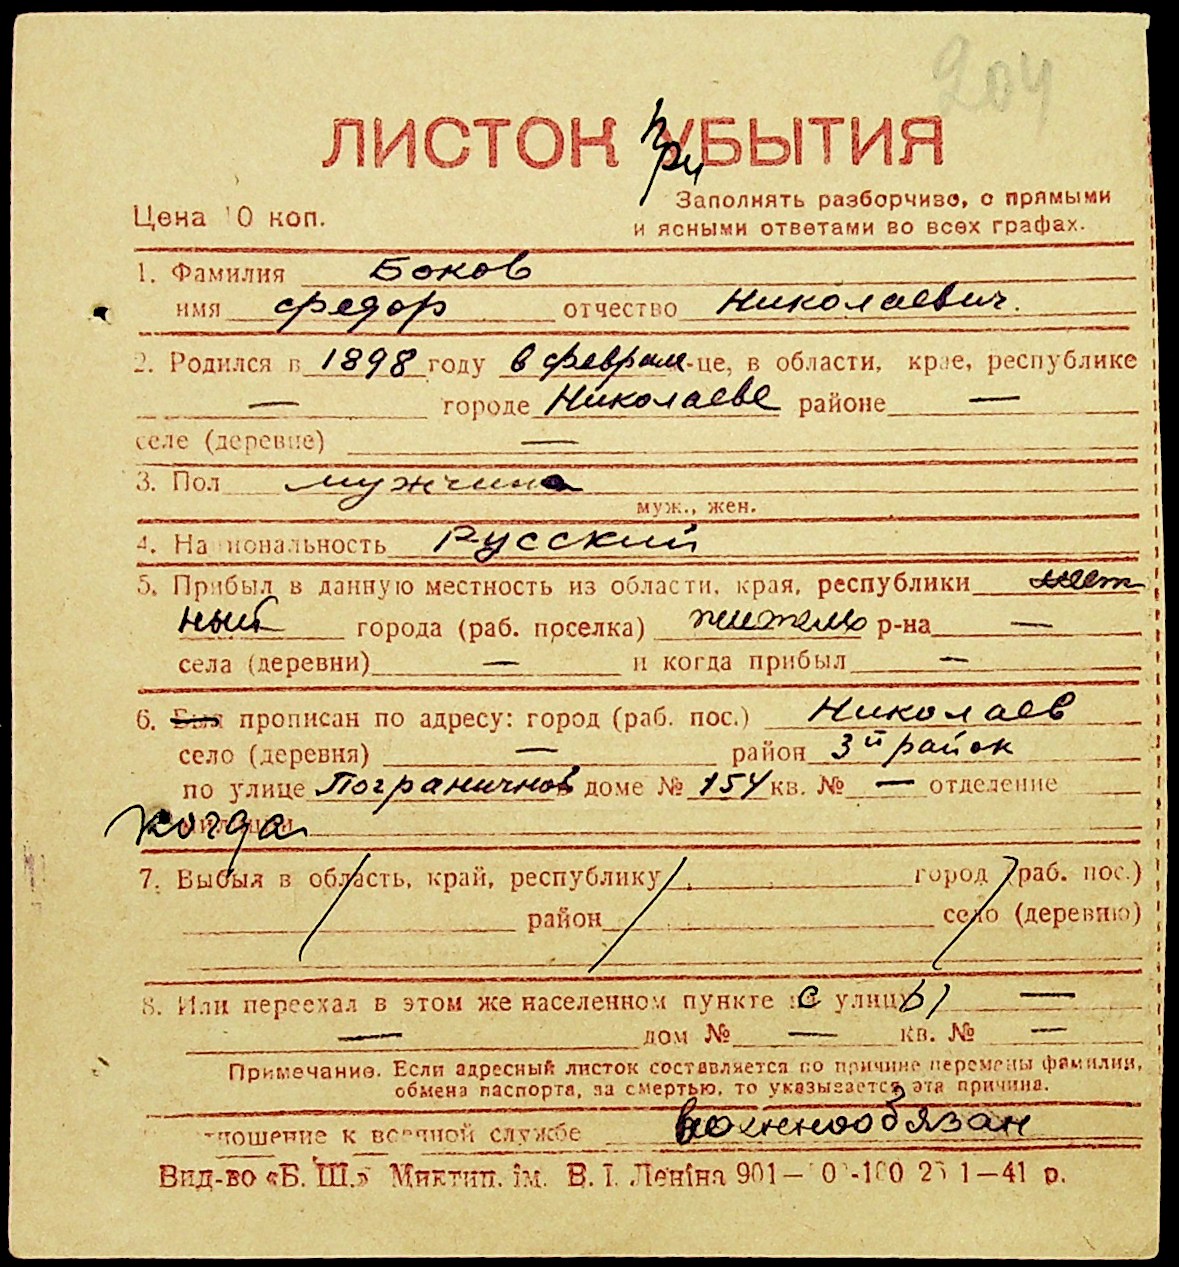 204
ЛИСТОК При УБЫТИЯ
Заполнять разборчиво, с прямыми
Цена 10 коп.
и ясными ответами во всех графах.
1. Фамилия Боков
имя Федор отчество Николаевич.
2. Родился в 1898 году в феврале-це, в области, крае, республике
— городе Николаеве районе —
селе (деревне) —
3. Пол мужчина
муж., жен.
4. Национальность Русский
5. Прибыл в данную местность из области, края, республики мест
ный города (раб. поселка) житель р-на —
села (деревни) — и когда прибыл —
6. Был прописан по адресу: город (раб. пос.) Николаев
село (деревня) — район 3й район
по улице Пограничной доме № 154 кв. № — отделение
милиции когда
7. Выбыл в область, край, республику город (раб. пос.)
район село (деревню)
8. Или переехал в этом же населенном пункте с улицы —
— дом № — кв. № —
Примечание. Если адресный листок составляется по причине перемены фамилии,
обмена паспорта, за смертью, то указывается эта причина.
тношение к военной службе военнообязан
Вид-во «Б. Ш.» Миктип. ім. В. І. Леніна 901— 1—41 р.